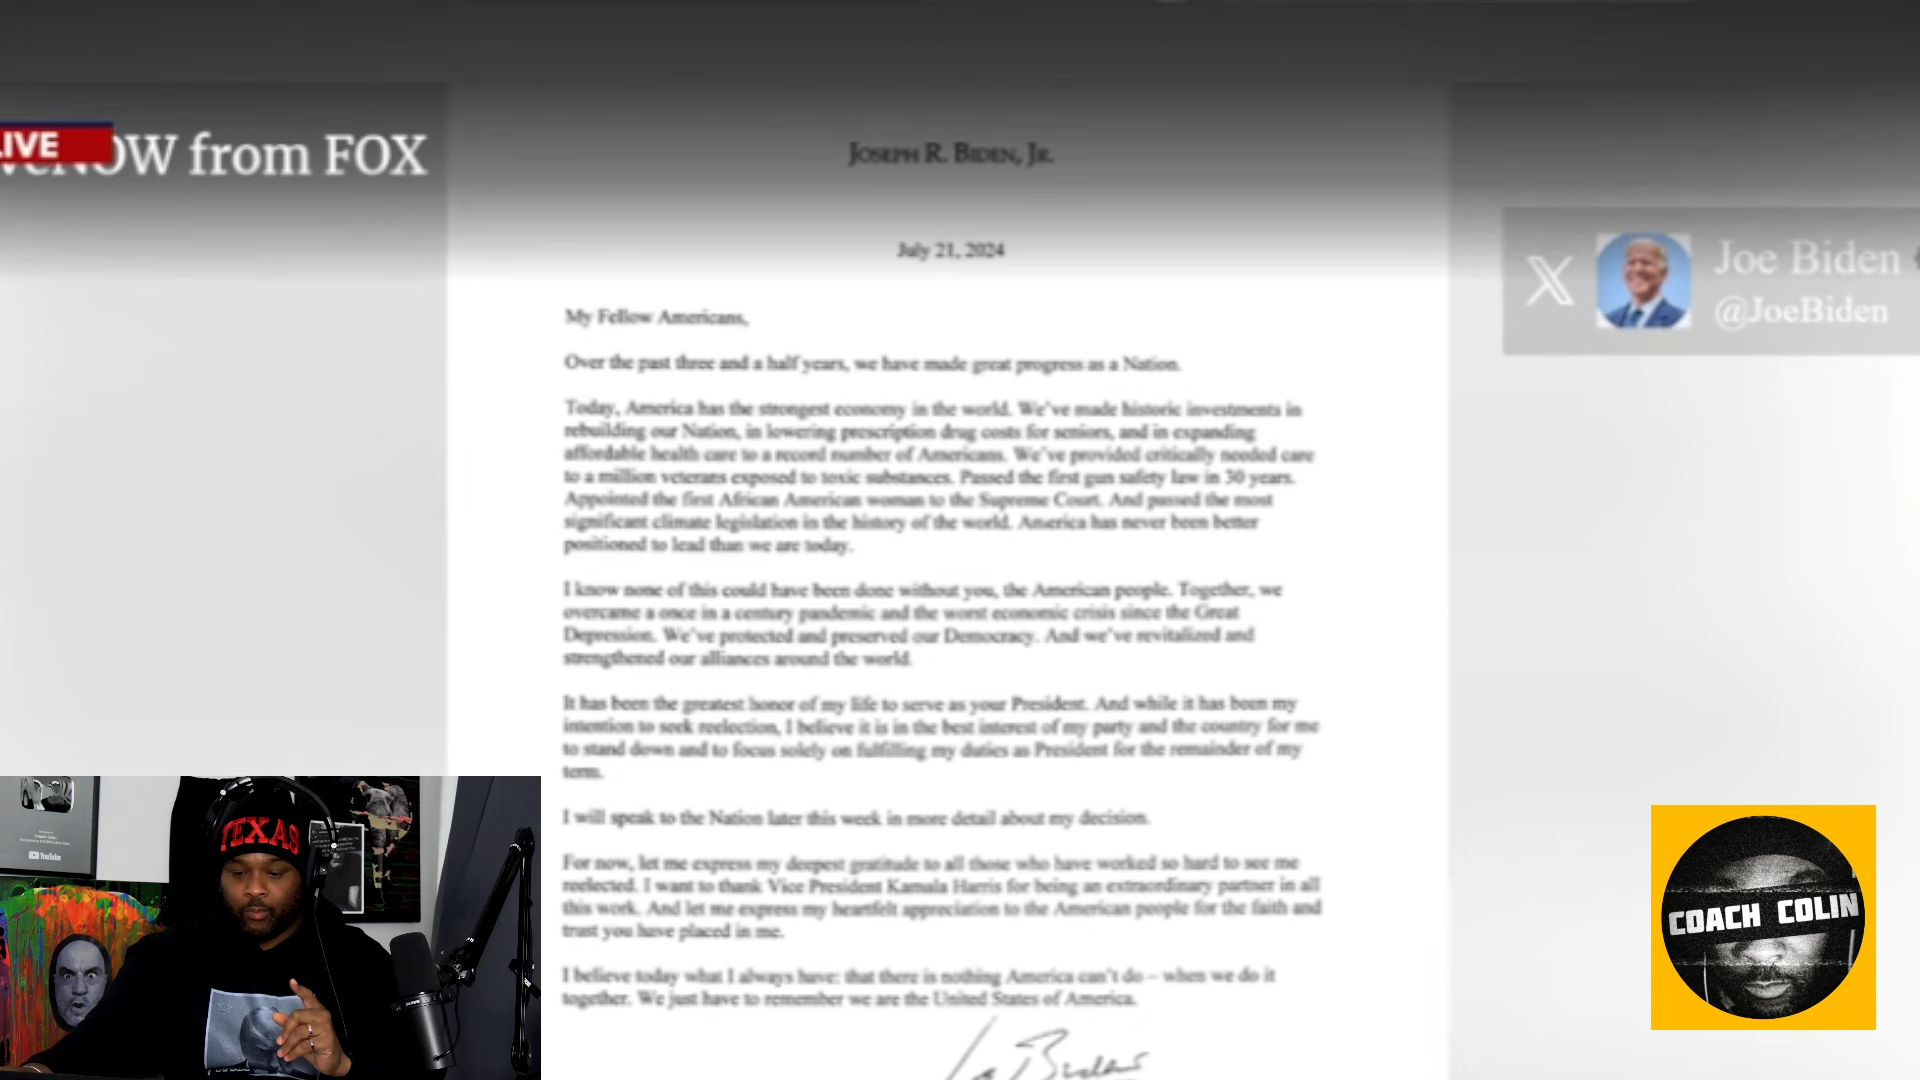 LIVE
NOW from FOX
JOSEPH R. BIDEN, JR.
July 21, 2024
X
Joe Biden
@JoeBiden
My Fellow Americans,
Over the past three and a half years, we have made great progress as a Nation.
Today, America has the strongest economy in the world. We've made historic investments in
rebuilding our Nation, in lowering prescription drug costs for seniors, and in expanding
affordable health care to a record number of Americans. We've provided critically needed care
to a million veterans exposed to toxic substances. Passed the first gun safety law in 30 years.
Appointed the first African American woman to the Supreme Court. And passed the most
significant climate legislation in the history of the world. America has never been better
positioned to lead than we are today.
I know none of this could have been done without you, the American people. Together, we
overcame a once in a century pandemic and the worst economic crisis since the Great
Depression. We've protected and preserved our Democracy. And we've revitalized and
strengthened our alliances around the world.
It has been the greatest honor of my life to serve as your President. And while it has been my
intention to seek reelection, I believe it is in the best interest of my party and the country for me
to stand down and to focus solely on fulfilling my duties as President for the remainder of my
term.
I will speak to the Nation later this week in more detail about my decision.
For now, let me express my deepest gratitude to all those who have worked so hard to see me
reelected. I want to thank Vice President Kamala Harris for being an extraordinary partner in all
this work. And let me express my heartfelt appreciation to the American people for the faith and
trust you have placed in me.
I believe today what I always have: that there is nothing America can't do – when we do it
together. We just have to remember we are the United States of America.
TEXAS
YouTube
COACH COLIN